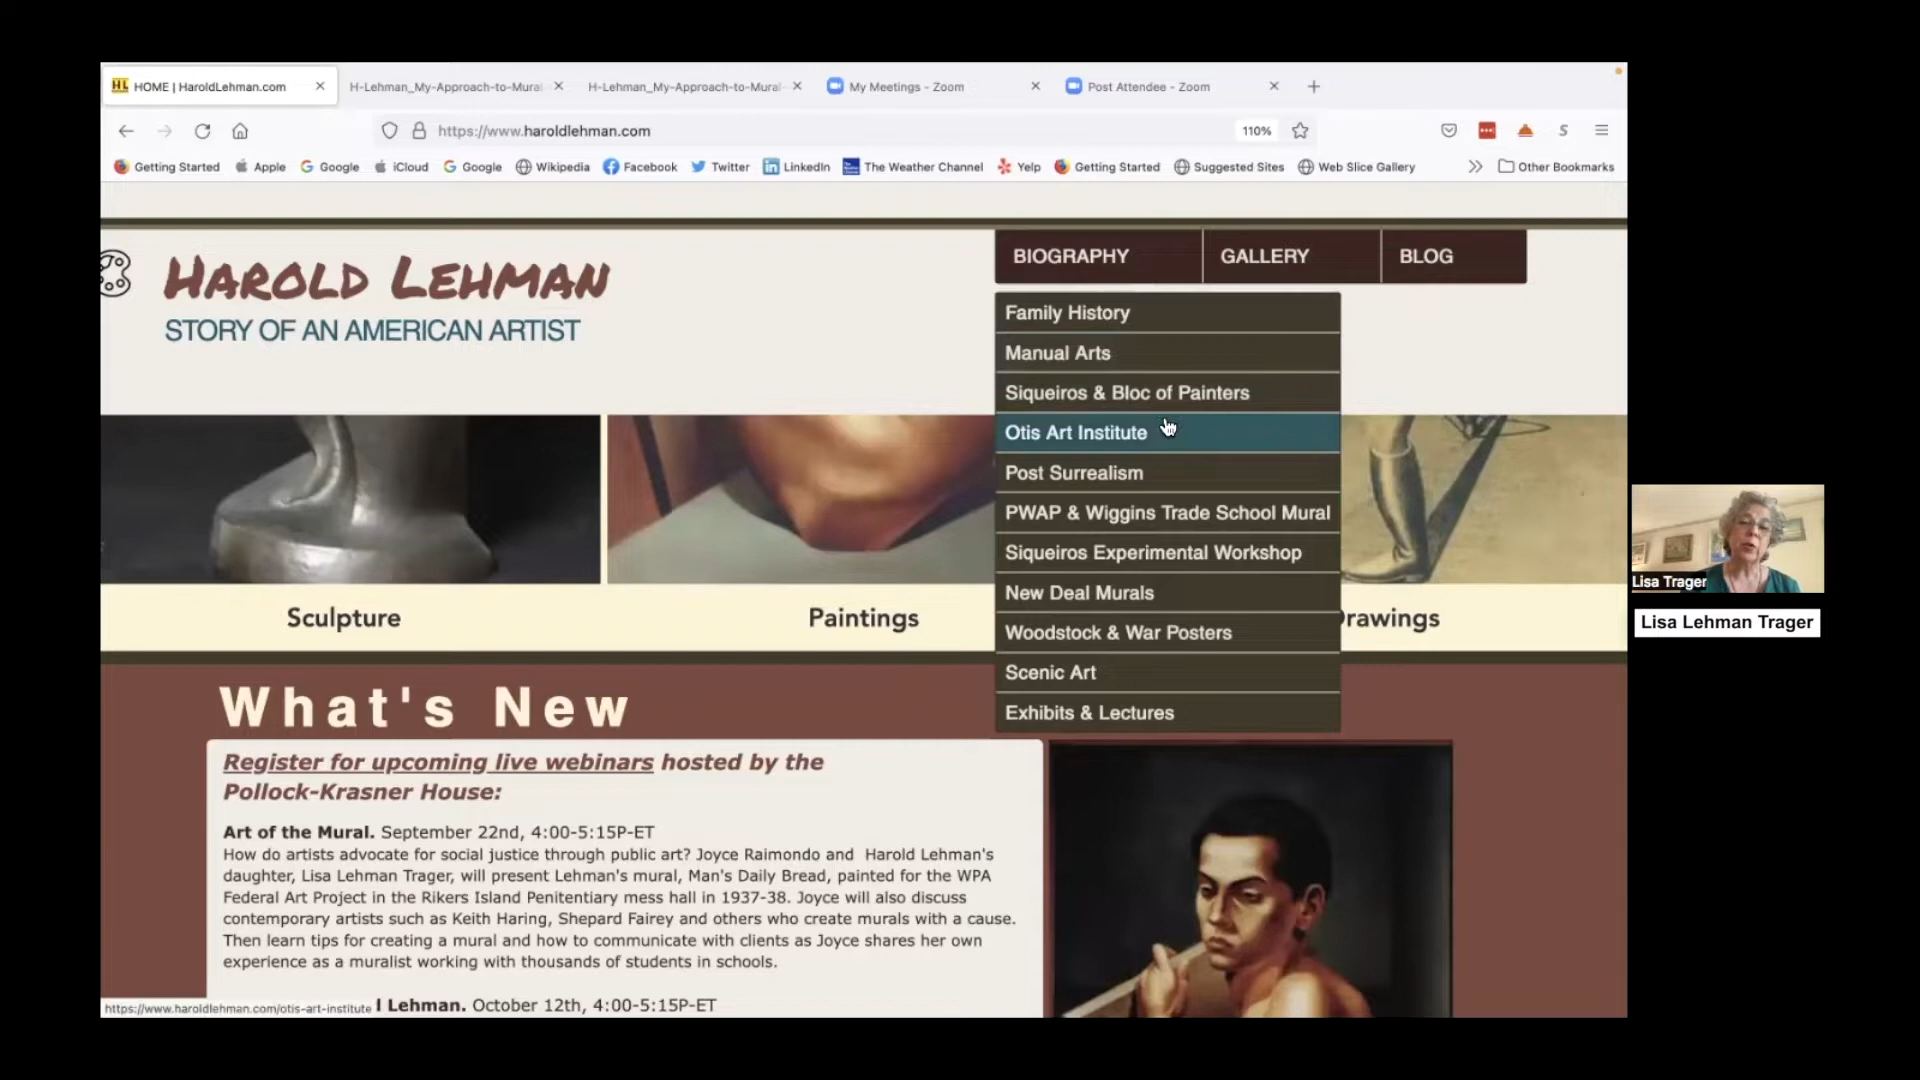 HL HOME | HaroldLehman.com
H-Lehman_My-Approach-to-Mural
H-Lehman_My-Approach-to-Mural
My Meetings - Zoom
Post Attendee - Zoom
https://www.haroldlehman.com
110%
S
Getting Started Apple Google iCloud Google Wikipedia Facebook Twitter LinkedIn The Weather Channel Yelp Getting Started Suggested Sites Web Slice Gallery Other Bookmarks
HAROLD LEHMAN
STORY OF AN AMERICAN ARTIST
BIOGRAPHY GALLERY BLOG
Family History
Manual Arts
Siqueiros & Bloc of Painters
Otis Art Institute
Post Surrealism
PWAP & Wiggins Trade School Mural
Siqueiros Experimental Workshop
New Deal Murals
Woodstock & War Posters
Scenic Art
Exhibits & Lectures
Sculpture Paintings rawings
What's New
Register for upcoming live webinars hosted by the
Pollock-Krasner House:
Art of the Mural. September 22nd, 4:00-5:15P-ET
How do artists advocate for social justice through public art? Joyce Raimondo and Harold Lehman's
daughter, Lisa Lehman Trager, will present Lehman's mural, Man's Daily Bread, painted for the WPA
Federal Art Project in the Rikers Island Penitentiary mess hall in 1937-38. Joyce will also discuss
contemporary artists such as Keith Haring, Shepard Fairey and others who create murals with a cause.
Then learn tips for creating a mural and how to communicate with clients as Joyce shares her own
experience as a muralist working with thousands of students in schools.
l Lehman. October 12th, 4:00-5:15P-ET
https://www.haroldlehman.com/otis-art-institute
Lisa Trager
Lisa Lehman Trager